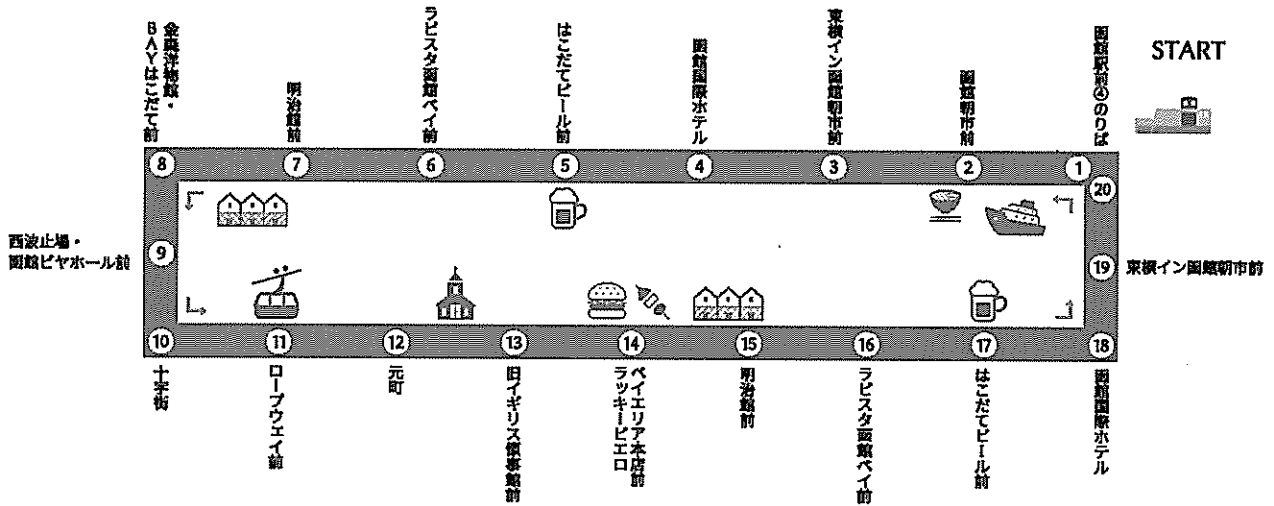 START
函館駅前④のりば
函館朝市前
東横イン函館朝市前
函館国際ホテル
はこだてビール前
ラビスタ函館ベイ前
明治館前
金森洋物館・
BAYはこだて前
1
2
3
4
5
6
7
8
西波止場・
函館ビヤホール前
9
10
十字街
11
ロープウェイ前
12
元町
13
旧イギリス領事館前
14
ラッキーピエロ
ベイエリア本店前
15
明治館前
16
ラビスタ函館ベイ前
17
はこだてビール前
18
函館国際ホテル
19
東横イン函館朝市前
20